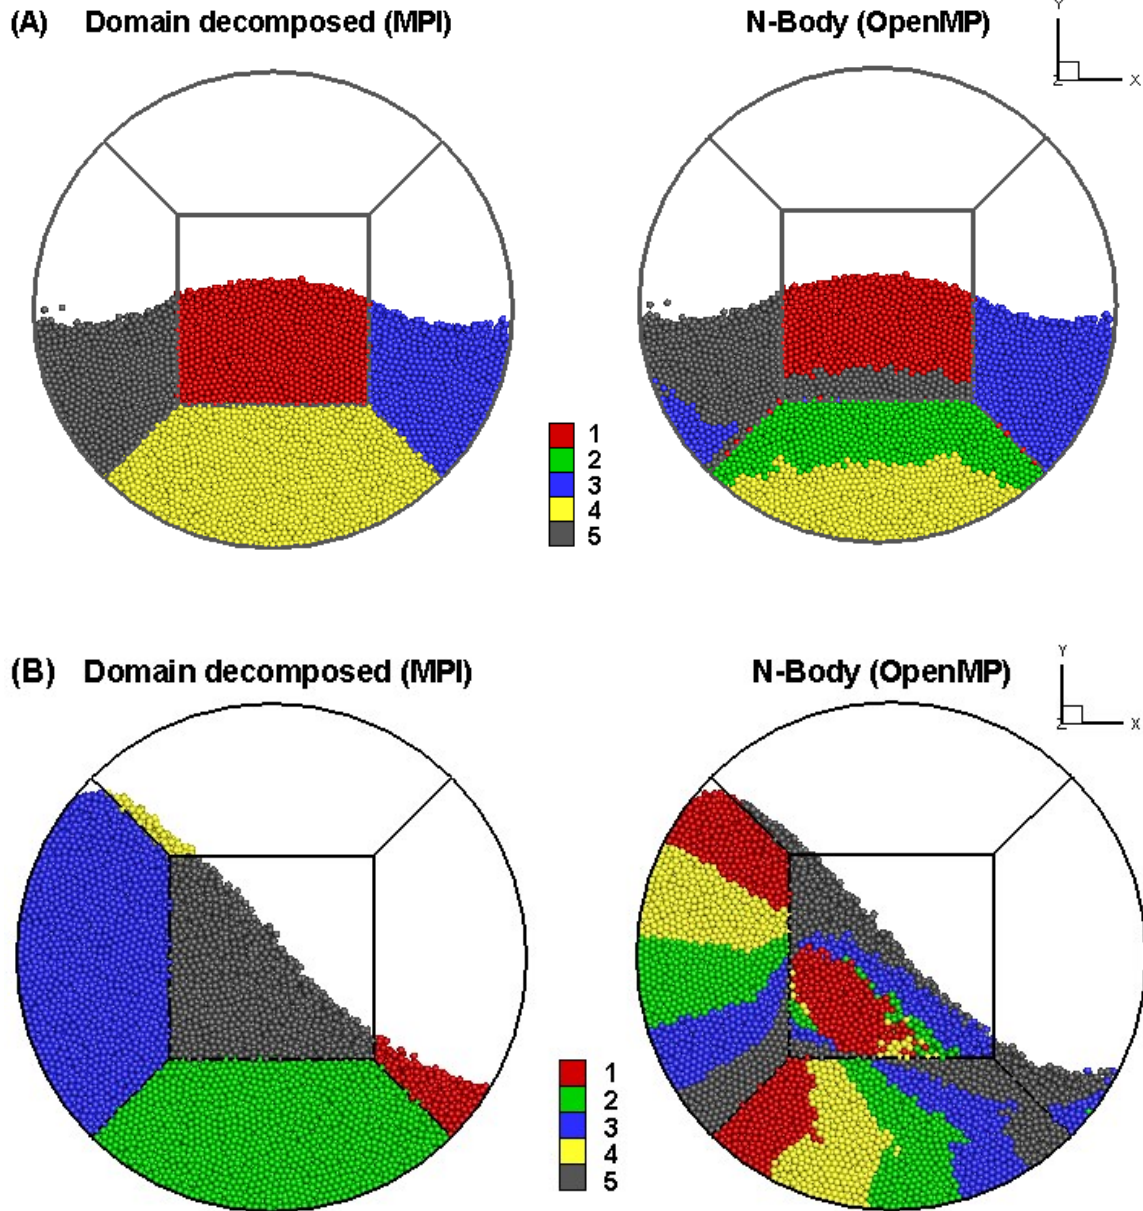 (A) Domain decomposed (MPI) N-Body (OpenMP)
Y
Z X
1
2
3
4
5
(B) Domain decomposed (MPI) N-Body (OpenMP)
Y
Z X
1
2
3
4
5